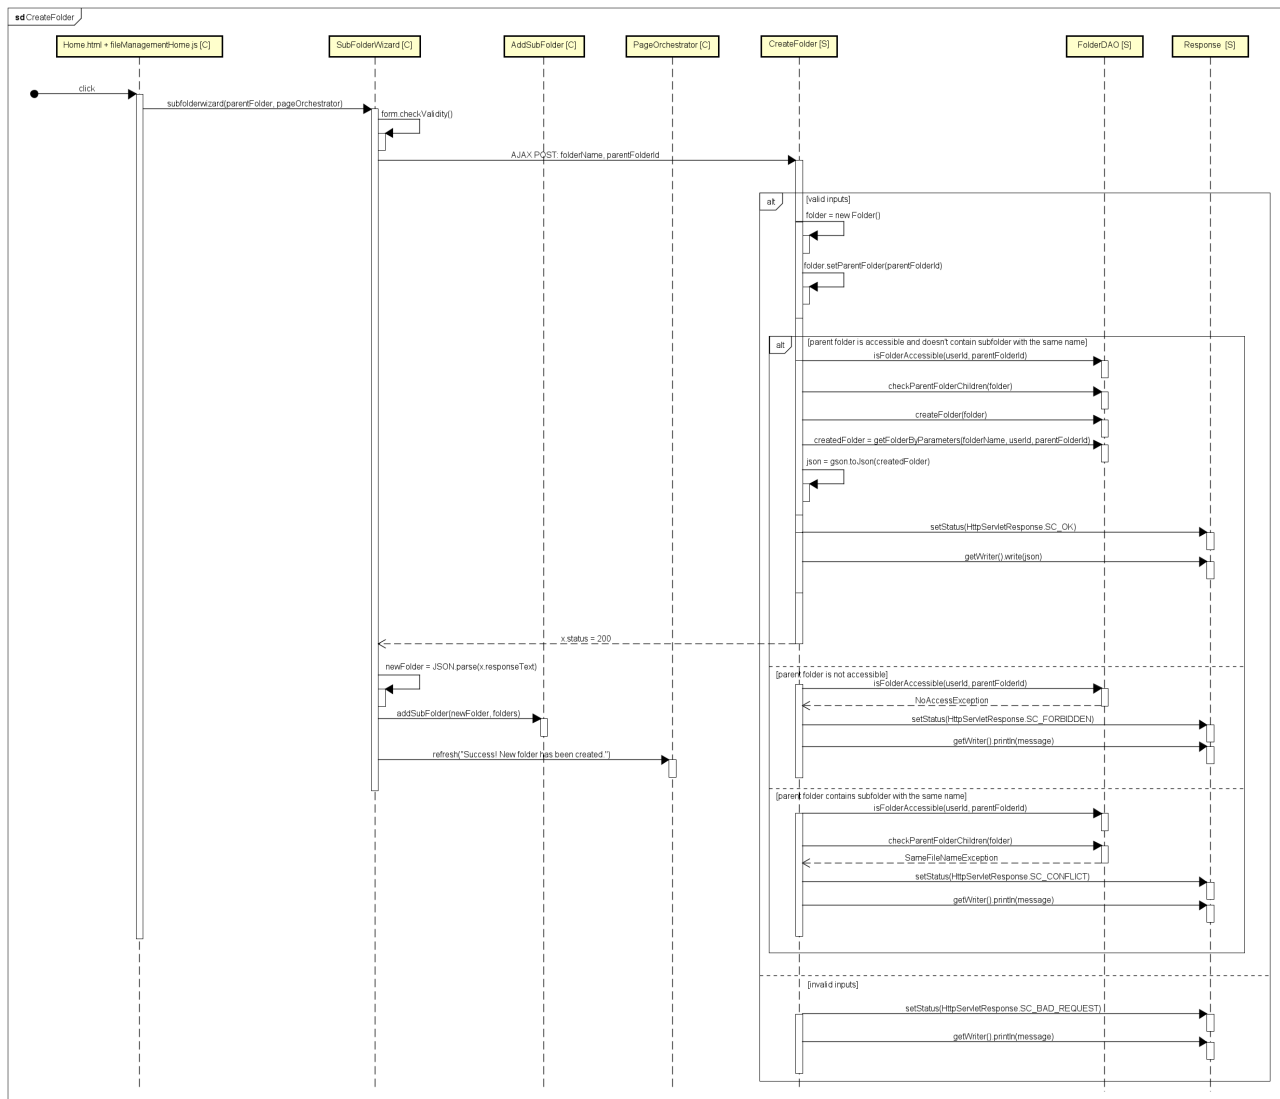 sd CreateFolder
Home.html + fileManagementHome.js [C]
SubFolderWizard [C]
AddSubFolder [C]
PageOrchestrator [C]
CreateFolder [S]
FolderDAO [S]
Response [S]
click
subfolderwizard(parentFolder, pageOrchestrator)
form.checkValidity()
AJAX POST: folderName, parentFolderId
alt
[valid inputs]
folder = new Folder()
folder.setParentFolder(parentFolderId)
alt
[parent folder is accessible and doesn't contain subfolder with the same name]
isFolderAccessible(userId, parentFolderId)
checkParentFolderChildren(folder)
createFolder(folder)
createdFolder = getFolderByParameters(folderName, userId, parentFolderId)
json = gson.toJson(createdFolder)
setStatus(HttpServletResponse.SC_OK)
getWriter().write(json)
x.status = 200
newFolder = JSON.parse(x.responseText)
[parent folder is not accessible]
isFolderAccessible(userId, parentFolderId)
NoAccessException
addSubFolder(newFolder, folders)
setStatus(HttpServletResponse.SC_FORBIDDEN)
getWriter().println(message)
refresh("Success! New folder has been created.")
[parent folder contains subfolder with the same name]
isFolderAccessible(userId, parentFolderId)
checkParentFolderChildren(folder)
SameFileNameException
setStatus(HttpServletResponse.SC_CONFLICT)
getWriter().println(message)
[invalid inputs]
setStatus(HttpServletResponse.SC_BAD_REQUEST)
getWriter().println(message)